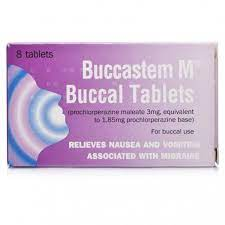 8 tablets
Buccastem M®
Buccal Tablets
(prochlorperazine maleate 3mg, equivalent
to 1.85mg prochlorperazine base)
For buccal use
RELIEVES NAUSEA AND VOMITING
ASSOCIATED WITH MIGRAINE